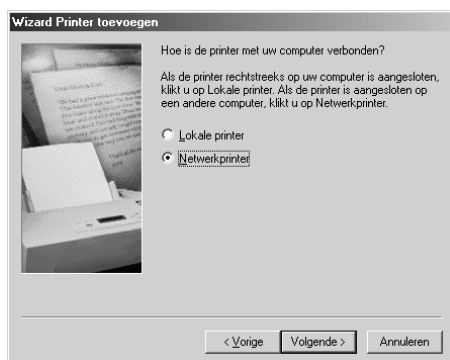 Wizard Printer toevoegen
Hoe is de printer met uw computer verbonden?
Als de printer rechtstreeks op uw computer is aangesloten,
klikt u op Lokale printer. Als de printer is aangesloten op
een andere computer, klikt u op Netwerkprinter.
Lokale printer
Netwerkprinter
< Vorige
Volgende >
Annuleren